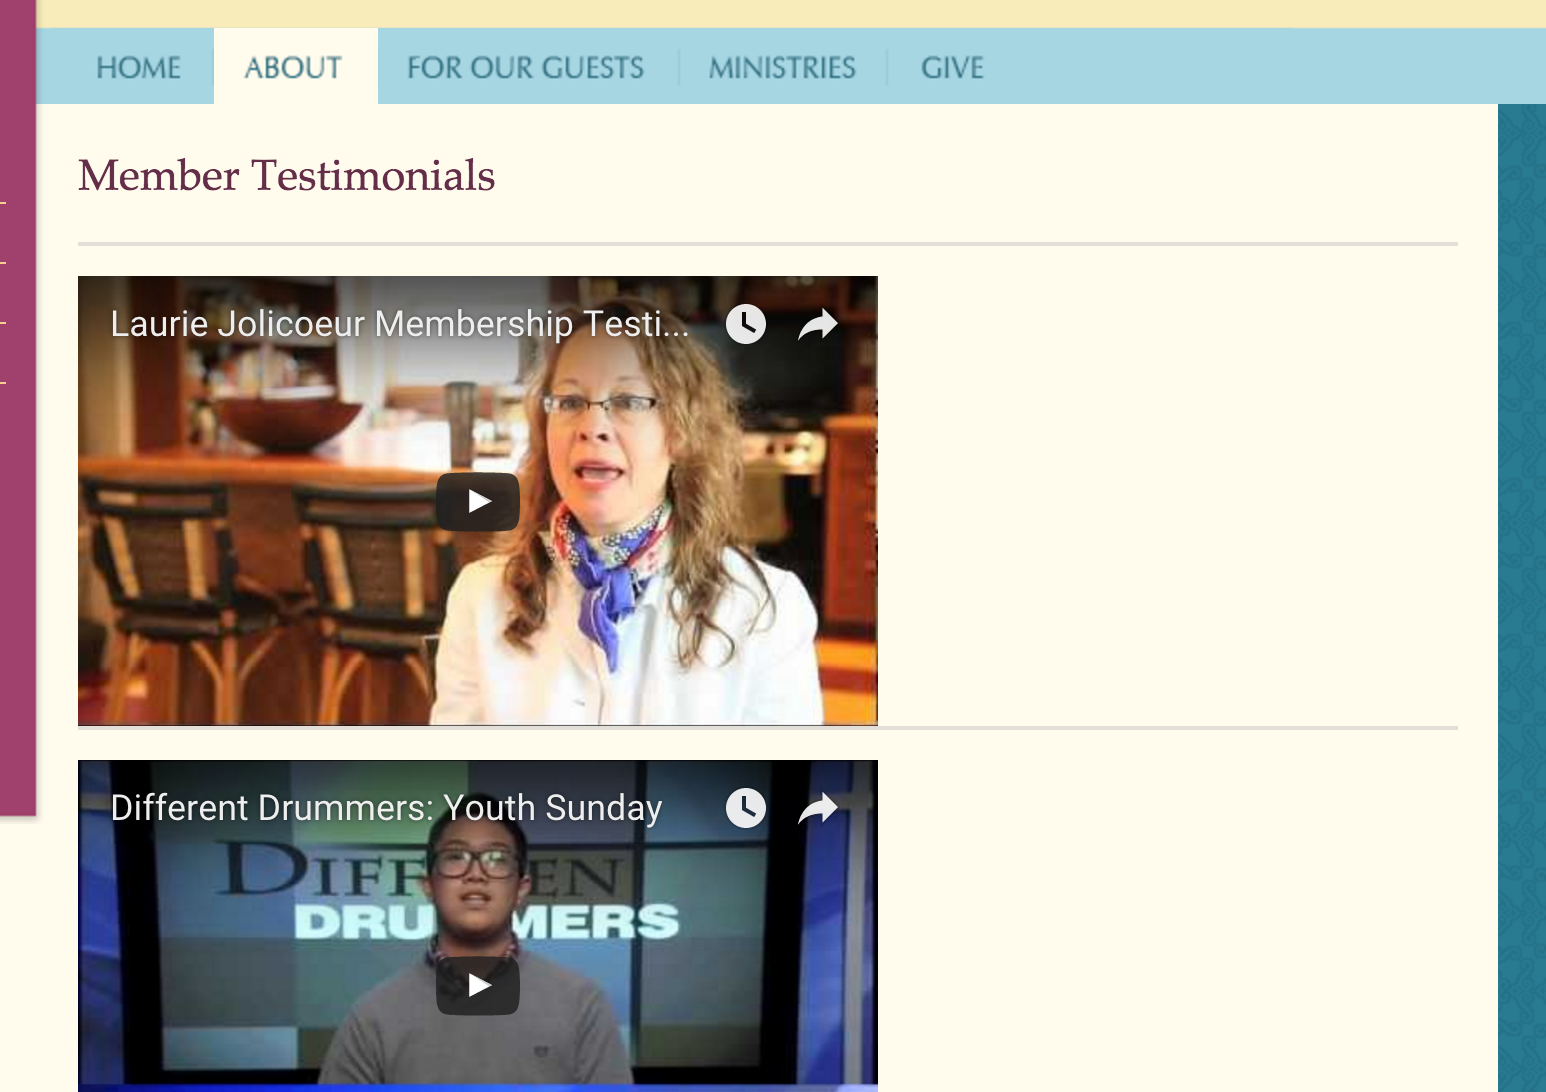 HOME ABOUT FOR OUR GUESTS MINISTRIES GIVE
Member Testimonials
Laurie Jolicoeur Membership Testi...
Different Drummers: Youth Sunday
DIFF EN
DRU MERS